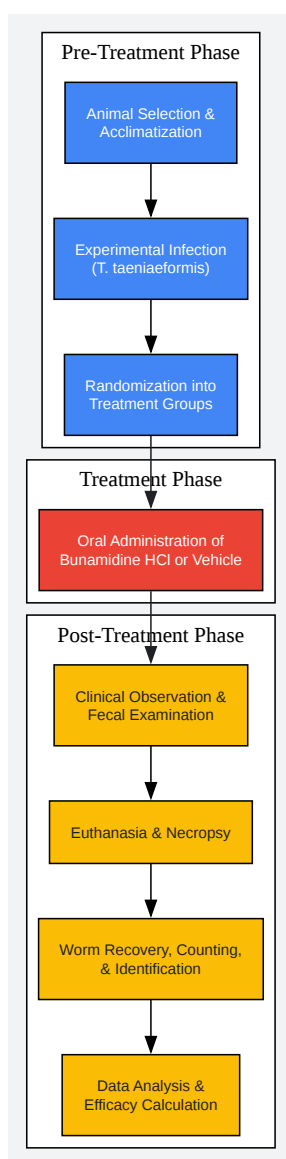 Pre-Treatment Phase
Animal Selection &
Acclimatization
Experimental Infection
(T. taeniaeformis)
Randomization into
Treatment Groups
Treatment Phase
Oral Administration of
Bunamidine HCl or Vehicle
Post-Treatment Phase
Clinical Observation &
Fecal Examination
Euthanasia & Necropsy
Worm Recovery, Counting,
& Identification
Data Analysis &
Efficacy Calculation